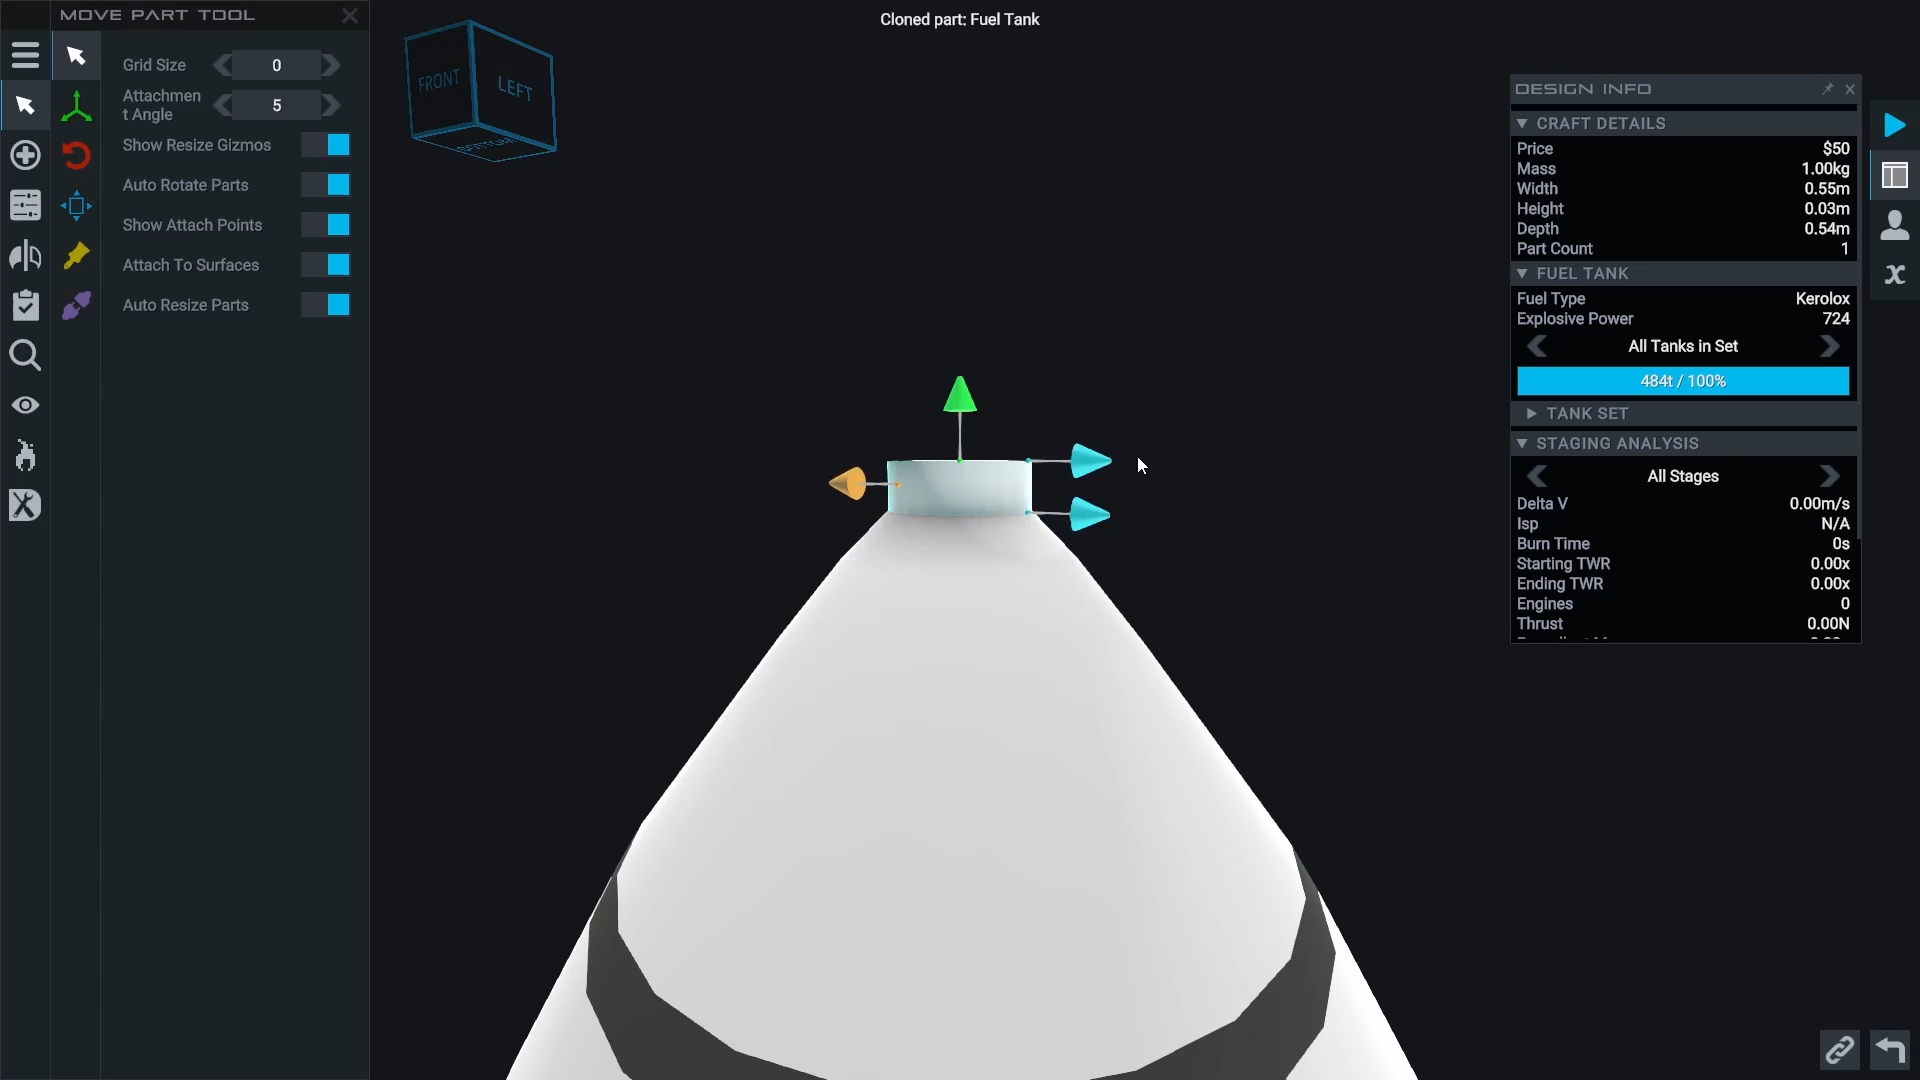 MOVE PART TOOL
Cloned part: Fuel Tank
Grid Size 0
Attachmen
t Angle 5
Show Resize Gizmos
Auto Rotate Parts
Show Attach Points
Attach To Surfaces
Auto Resize Parts
FRONT
LEFT
DESIGN INFO
CRAFT DETAILS
Price $50
Mass 1.00kg
Width 0.55m
Height 0.03m
Depth 0.54m
Part Count 1
FUEL TANK
Fuel Type Kerolox
Explosive Power 724
All Tanks in Set
484t / 100%
TANK SET
STAGING ANALYSIS
All Stages
Delta V 0.00m/s
Isp N/A
Burn Time 0s
Starting TWR 0.00x
Ending TWR 0.00x
Engines 0
Thrust 0.00N